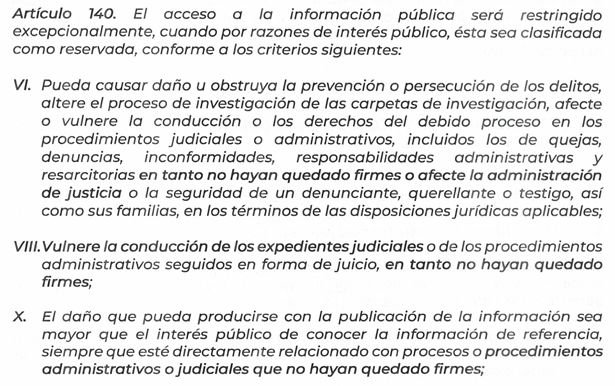 Artículo 140. El acceso a la información pública será restringido
excepcionalmente, cuando por razones de interés público, ésta sea clasificada
como reservada, conforme a los criterios siguientes:
VI. Pueda causar daño u obstruya la prevención o persecución de los delitos,
altere el proceso de investigación de las carpetas de investigación, afecte
o vulnere la conducción o los derechos del debido proceso en los
procedimientos judiciales o administrativos, incluidos los de quejas,
denuncias, inconformidades, responsabilidades administrativas y
resarcitorias en tanto no hayan quedado firmes o afecte la administración
de justicia o la seguridad de un denunciante, querellante o testigo, así
como sus familias, en los términos de las disposiciones jurídicas aplicables;
VIII. Vulnere la conducción de los expedientes judiciales o de los procedimientos
administrativos seguidos en forma de juicio, en tanto no hayan quedado
firmes;
X. El daño que pueda producirse con la publicación de la información sea
mayor que el interés público de conocer la información de referencia,
siempre que esté directamente relacionado con procesos o procedimientos
administrativos o judiciales que no hayan quedado firmes;